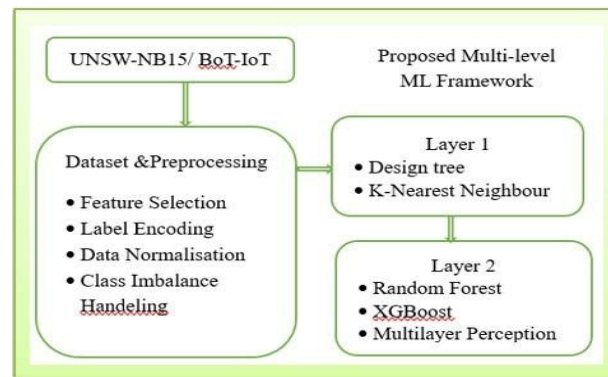 UNSW-NB15/ BoT-IoT
Proposed Multi-level
ML Framework
Dataset &Preprocessing
• Feature Selection
• Label Encoding
• Data Normalisation
• Class Imbalance
Handeling
Layer 1
• Design tree
• K-Nearest Neighbour
Layer 2
• Random Forest
• XGBoost
• Multilayer Perception